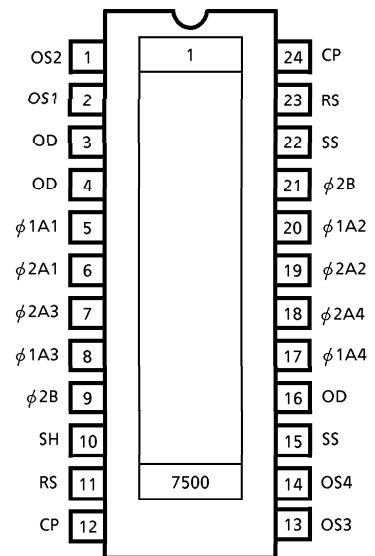 OS2 1 1 24 CP
OS1 2 23 RS
OD 3 22 SS
OD 4 21 ϕ2B
ϕ1A1 5 20 ϕ1A2
ϕ2A1 6 19 ϕ2A2
ϕ2A3 7 18 ϕ2A4
ϕ1A3 8 17 ϕ1A4
ϕ2B 9 16 OD
SH 10 15 SS
RS 11 7500 14 OS4
CP 12 13 OS3